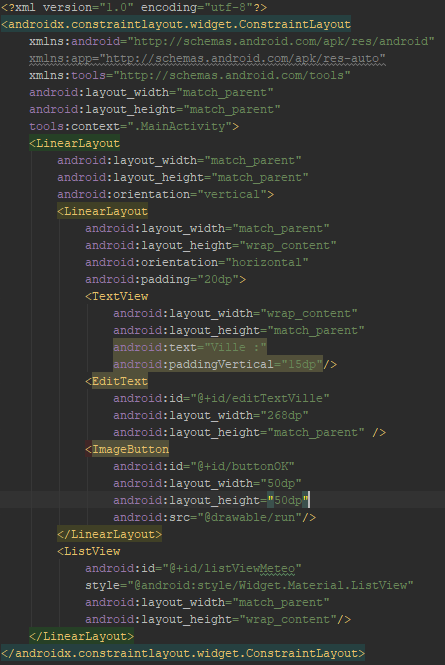 <?xml version="1.0" encoding="utf-8"?>
<androidx.constraintlayout.widget.ConstraintLayout
    xmlns:android="http://schemas.android.com/apk/res/android"
    xmlns:app="http://schemas.android.com/apk/res-auto"
    xmlns:tools="http://schemas.android.com/tools"
    android:layout_width="match_parent"
    android:layout_height="match_parent"
    tools:context=".MainActivity">
    <LinearLayout
        android:layout_width="match_parent"
        android:layout_height="match_parent"
        android:orientation="vertical">
        <LinearLayout
            android:layout_width="match_parent"
            android:layout_height="wrap_content"
            android:orientation="horizontal"
            android:padding="20dp">
            <TextView
                android:layout_width="wrap_content"
                android:layout_height="match_parent"
                android:text="Ville :"
                android:paddingVertical="15dp"/>
            <EditText
                android:id="@+id/editTextVille"
                android:layout_width="268dp"
                android:layout_height="match_parent" />
            <ImageButton
                android:id="@+id/buttonOK"
                android:layout_width="50dp"
                android:layout_height="50dp"
                android:src="@drawable/run"/>
        </LinearLayout>
        <ListView
            android:id="@+id/listViewMeteo"
            style="@android:style/Widget.Material.ListView"
            android:layout_width="match_parent"
            android:layout_height="wrap_content"/>
    </LinearLayout>
</androidx.constraintlayout.widget.ConstraintLayout>